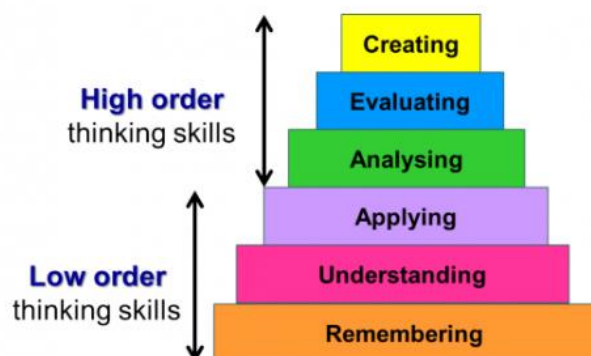 Creating
Evaluating
Analysing
Applying
Understanding
Remembering
High order
thinking skills
Low order
thinking skills